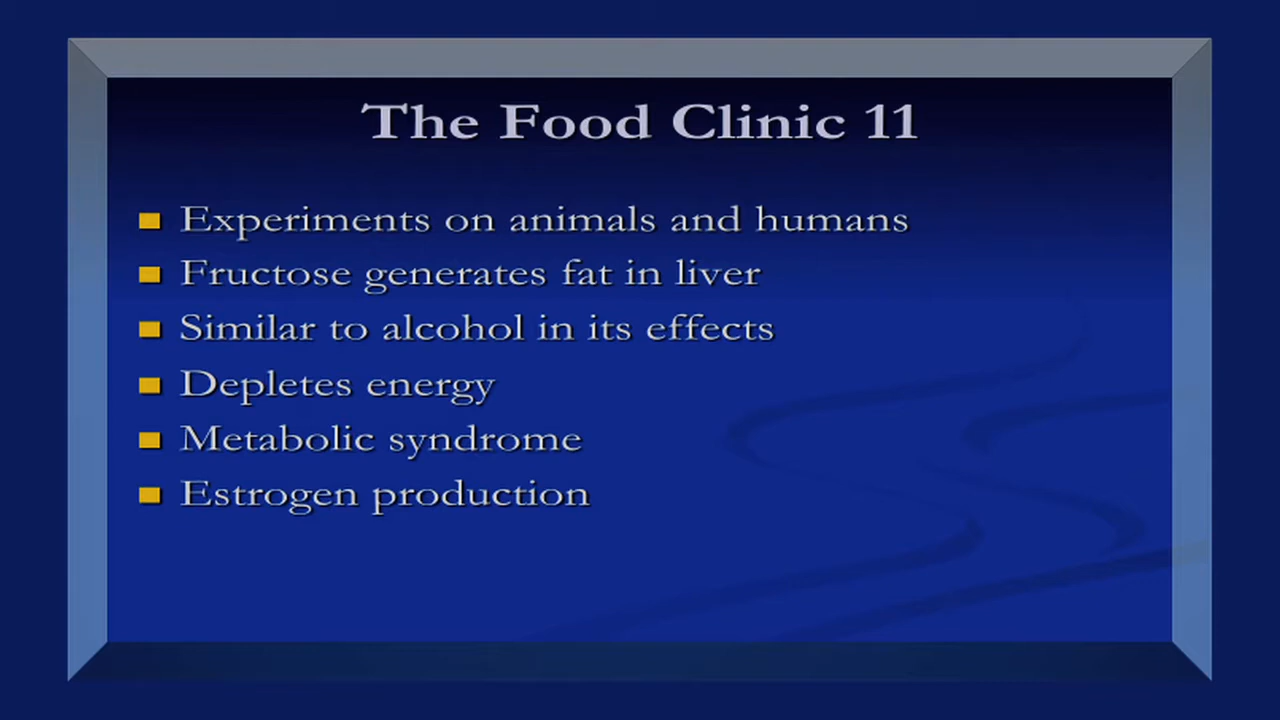 The Food Clinic 11
Experiments on animals and humans
Fructose generates fat in liver
Similar to alcohol in its effects
Depletes energy
Metabolic syndrome
Estrogen production